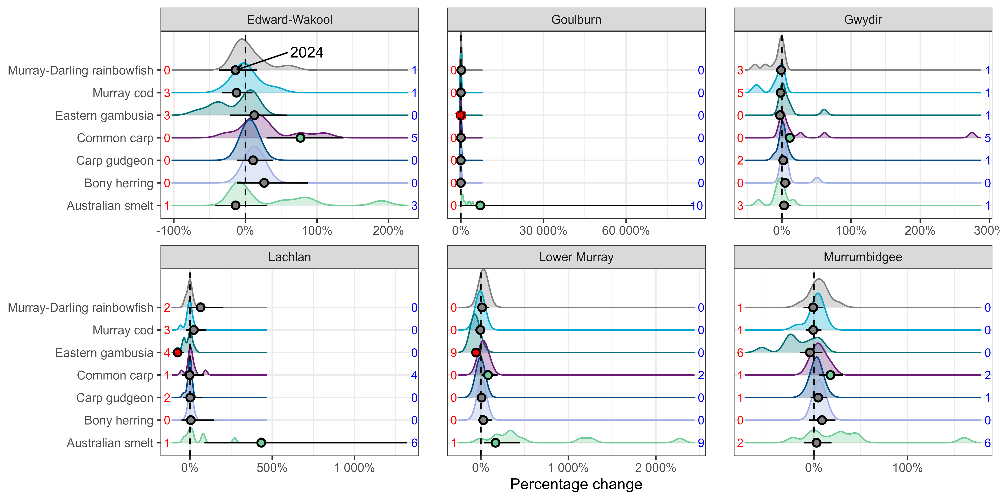 Edward-Wakool Goulburn Gwydir
2024
Murray-Darling rainbowfish 0 1 0 0 3 1
Murray cod 3 1 0 0 5 1
Eastern gambusia 3 0 0 0 1
Common carp 0 5 0 0 0 5
Carp gudgeon 0 0 0 0 2 1
Bony herring 0 0 0 0 0 0
Australian smelt 1 3 0 10 3 1
-100% 0% 100% 200% 0% 30 000% 60 000% 0% 100% 200% 300%
Lachlan Lower Murray Murrumbidgee
Murray-Darling rainbowfish 2 0 0 0 1 0
Murray cod 3 0 0 0 1 0
Eastern gambusia 4 0 9 0 6 0
Common carp 1 4 0 2 1 2
Carp gudgeon 2 0 0 0 1 1
Bony herring 0 0 0 0 0 0
Australian smelt 1 6 1 9 2 6
0% 500% 1 000% 0% 1 000% 2 000% 0% 100%
Percentage change